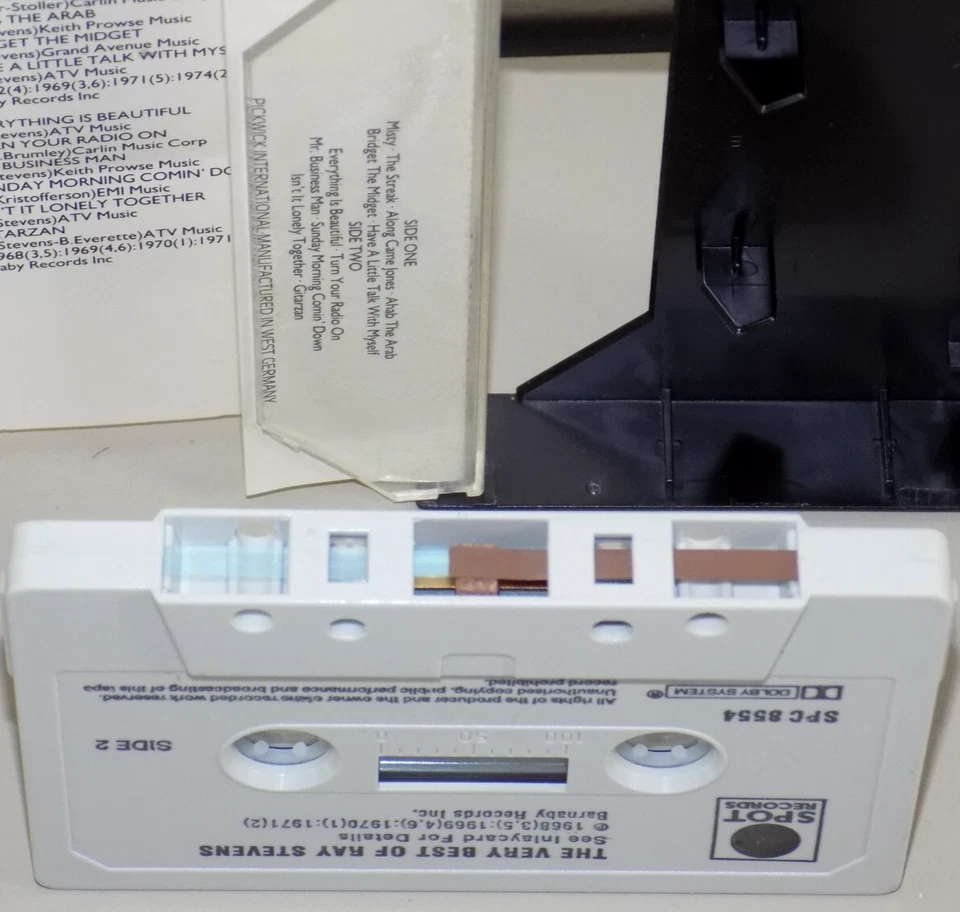 r-Stoller)Carlin Music
THE ARAB
vens)Keith Prowse Music
GET THE MIDGET
vens)Grand Avenue Music
E A LITTLE TALK WITH MYS
evens)ATV Music
2(4):1969(3,6):1971(5):1974(2
y Records Inc
RYTHING IS BEAUTIFUL
evens)ATV Music
N YOUR RADIO ON
.Brumley)Carlin Music Corp
BUSINESS MAN
tevens)Keith Prowse Music
NDAY MORNING COMIN' DO
Kristofferson)EMI Music
'T IT LONELY TOGETHER
Stevens)ATV Music
TARZAN
Stevens-B.Everette)ATV Music
968(3,5):1969(4,6):1970(1):1971
aby Records Inc
SIDE ONE
Misty · The Streak · Along Came Jones · Ahab The Arab
Bridget The Midget · Have A Little Talk With Myself
SIDE TWO
Everything Is Beautiful · Turn Your Radio On
Mr. Business Man · Sunday Morning Comin' Down
Isn't It Lonely Together · Gitarzan
PICKWICK INTERNATIONAL·MANUFACTURED IN WEST GERMANY
THE VERY BEST OF RAY STEVENS
See Inlaycard For Details
℗ 1968(3,5):1969(4,6):1970(1):1971(2)
Barnaby Records Inc.
SPOT
RECORDS
100 50 0
SIDE 2
SPC 8554
DOLBY SYSTEM ®
All rights of the producer and the owner of the recorded work reserved.
Unauthorised copying, public performance and broadcasting of this tape
record prohibited.